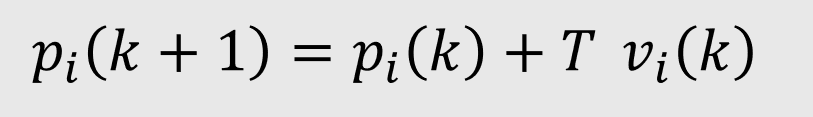 pᵢ(k + 1) = pᵢ(k) + T vᵢ(k)